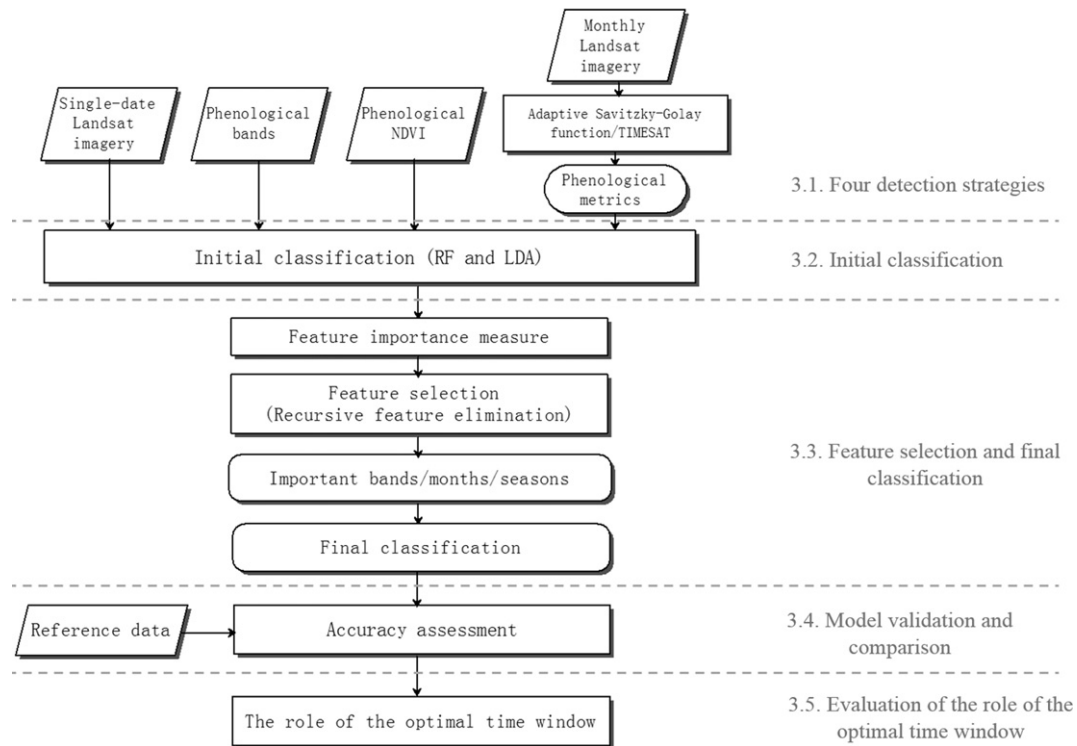 Monthly
Landsat
imagery
Single-date
Landsat
imagery
Phenological
bands
Phenological
NDVI
Adaptive Savitzky-Golay
function/TIMESAT
Phenological
metrics
3.1. Four detection strategies
Initial classification (RF and LDA)
3.2. Initial classification
Feature importance measure
Feature selection
(Recursive feature elimination)
Important bands/months/seasons
Final classification
3.3. Feature selection and final
classification
Reference data
Accuracy assessment
3.4. Model validation and
comparison
The role of the optimal time window
3.5. Evaluation of the role of the
optimal time window